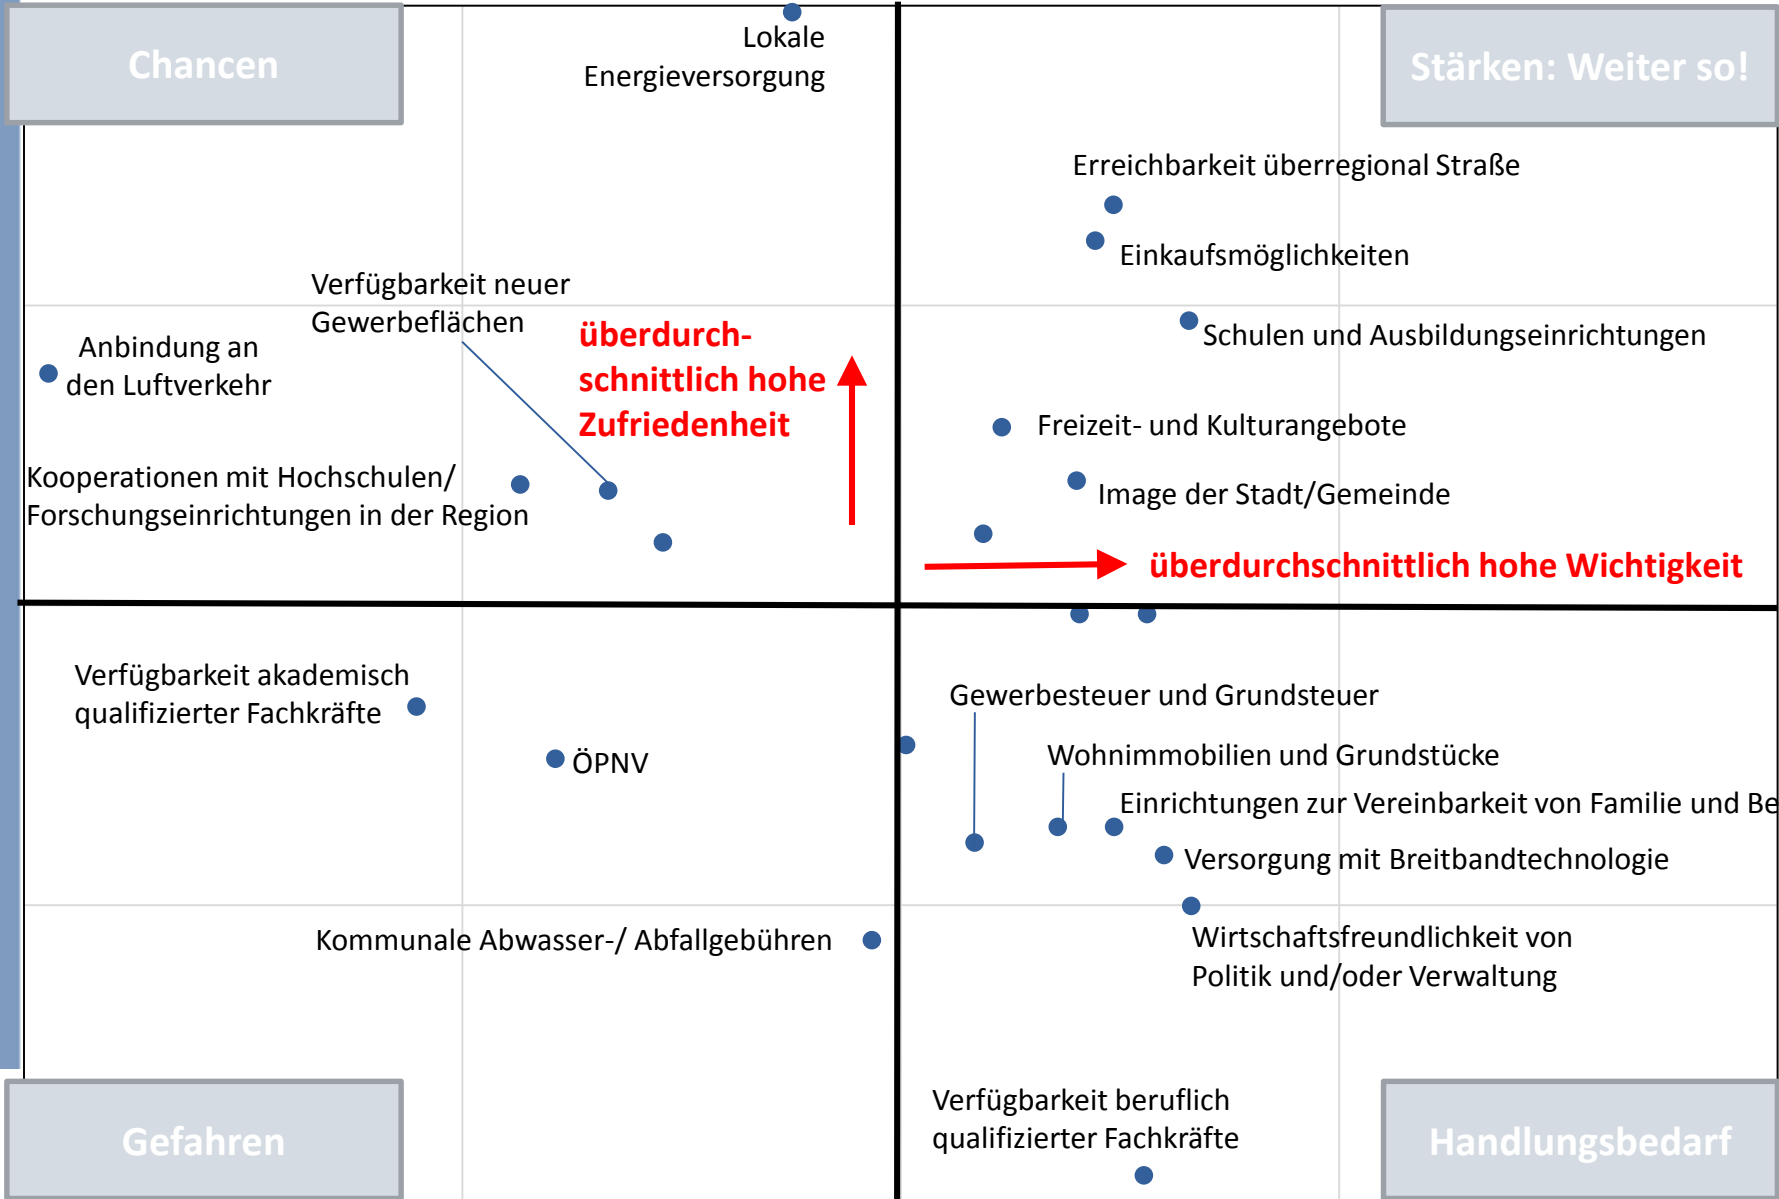 Chancen
Lokale
Energieversorgung
Stärken: Weiter so!
Erreichbarkeit überregional Straße
Einkaufsmöglichkeiten
Verfügbarkeit neuer
Gewerbeflächen
Anbindung an
den Luftverkehr
überdurch-
schnittlich hohe
Zufriedenheit
Schulen und Ausbildungseinrichtungen
Freizeit- und Kulturangebote
Kooperationen mit Hochschulen/
Forschungseinrichtungen in der Region
Image der Stadt/Gemeinde
überdurchschnittlich hohe Wichtigkeit
Verfügbarkeit akademisch
qualifizierter Fachkräfte
ÖPNV
Gewerbesteuer und Grundsteuer
Wohnimmobilien und Grundstücke
Einrichtungen zur Vereinbarkeit von Familie und Be
Versorgung mit Breitbandtechnologie
Kommunale Abwasser-/ Abfallgebühren
Wirtschaftsfreundlichkeit von
Politik und/oder Verwaltung
Verfügbarkeit beruflich
qualifizierter Fachkräfte
Gefahren
Handlungsbedarf